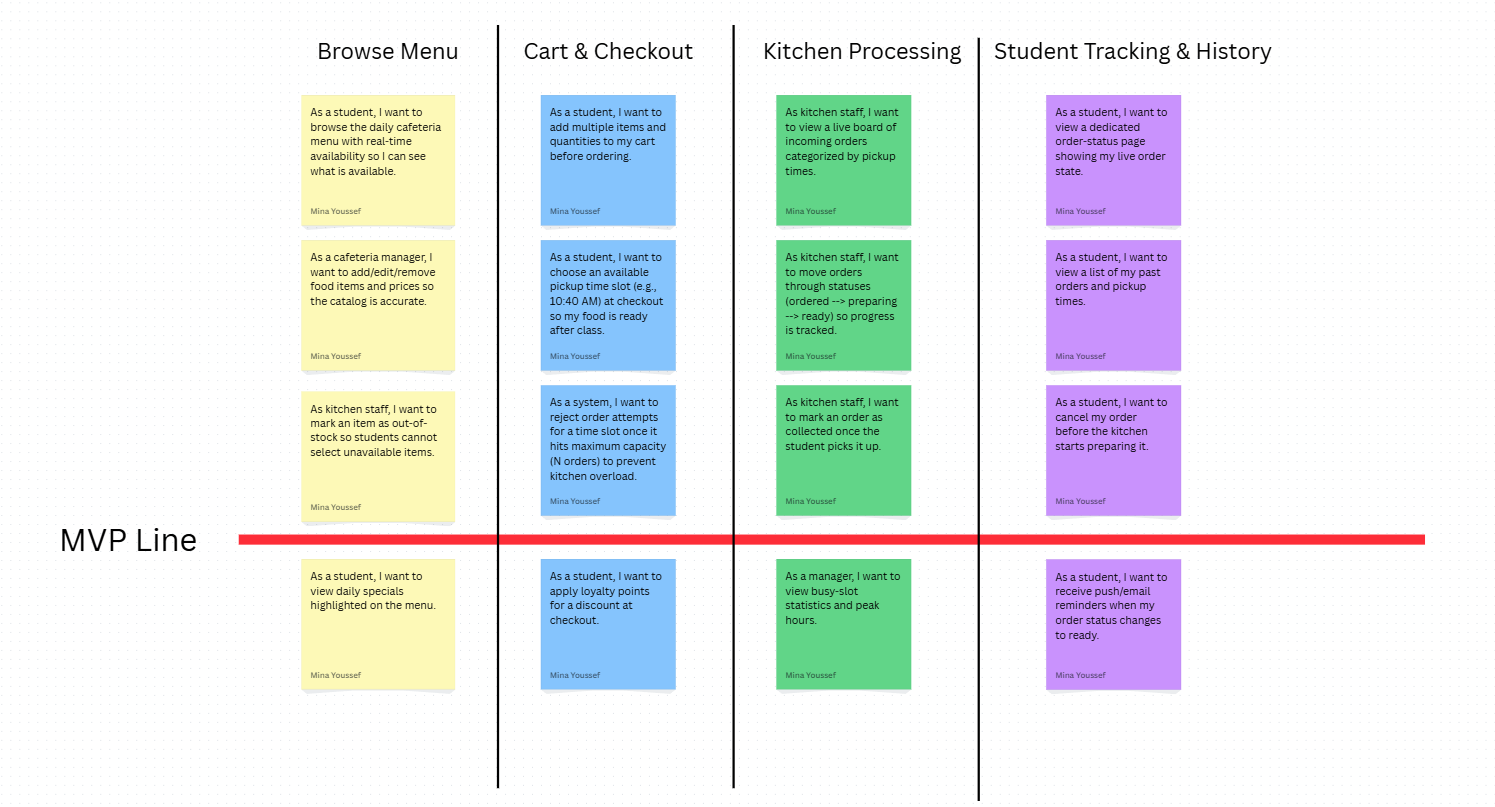 Browse Menu
Cart & Checkout
Kitchen Processing
Student Tracking & History
As a student, I want to
browse the daily cafeteria
menu with real-time
availability so I can see
what is available.
Mina Youssef
As a student, I want to
add multiple items and
quantities to my cart
before ordering.
Mina Youssef
As kitchen staff, I want
to view a live board of
incoming orders
categorized by pickup
times.
Mina Youssef
As a student, I want to
view a dedicated
order-status page
showing my live order
state.
Mina Youssef
As a cafeteria manager, I
want to add/edit/remove
food items and prices so
the catalog is accurate.
Mina Youssef
As a student, I want to
choose an available
pickup time slot (e.g.,
10:40 AM) at checkout
so my food is ready
after class.
Mina Youssef
As kitchen staff, I want
to move orders
through statuses
(ordered --> preparing
--> ready) so progress
is tracked.
Mina Youssef
As a student, I want to
view a list of my past
orders and pickup
times.
Mina Youssef
As kitchen staff, I want to
mark an item as out-of-
stock so students cannot
select unavailable items.
Mina Youssef
As a system, I want to
reject order attempts
for a time slot once it
hits maximum capacity
(N orders) to prevent
kitchen overload.
Mina Youssef
As kitchen staff, I want
to mark an order as
collected once the
student picks it up.
Mina Youssef
As a student, I want to
cancel my order
before the kitchen
starts preparing it.
Mina Youssef
MVP Line
As a student, I want to
view daily specials
highlighted on the menu.
Mina Youssef
As a student, I want to
apply loyalty points
for a discount at
checkout.
Mina Youssef
As a manager, I want to
view busy-slot
statistics and peak
hours.
Mina Youssef
As a student, I want to
receive push/email
reminders when my
order status changes
to ready.
Mina Youssef